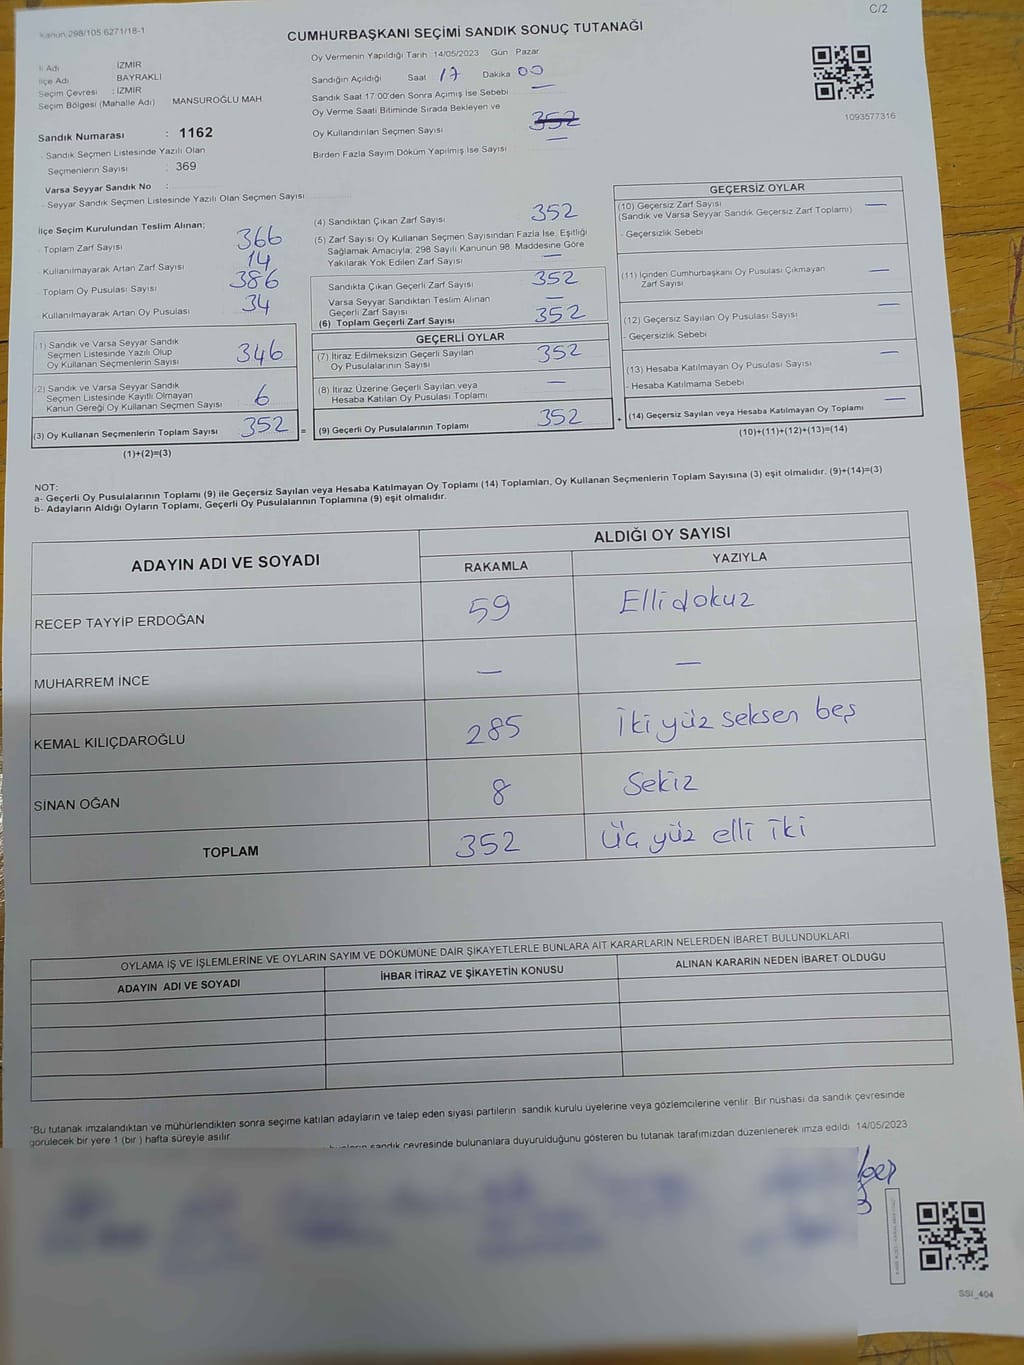 Kanun 298/105 6271/18-1
C/2
CUMHURBAŞKANI SEÇİMİ SANDIK SONUÇ TUTANAĞI
İl Adı İZMİR
İlçe Adı BAYRAKLI
Seçim Çevresi : İZMİR
Seçim Bölgesi (Mahalle Adı) MANSUROĞLU MAH.
Oy Vermenin Yapıldığı Tarih 14/05/2023 Gün Pazar
Sandığın Açıldığı Saat 17 Dakika 00
Sandık Saat 17:00'den Sonra Açımış İse Sebebi —
Oy Verme Saati Bitiminde Sırada Bekleyen ve
Oy Kullandırılan Seçmen Sayısı 352 —
Birden Fazla Sayım Döküm Yapılmış İse Sayısı
1093577316
Sandık Numarası : 1162
- Sandık Seçmen Listesinde Yazılı Olan
Seçmenlerin Sayısı : 369
Varsa Seyyar Sandık No :
- Seyyar Sandık Seçmen Listesinde Yazılı Olan Seçmen Sayısı
İlçe Seçim Kurulundan Teslim Alınan;
- Toplam Zarf Sayısı 366
- Kullanılmayarak Artan Zarf Sayısı 14
- Toplam Oy Pusulası Sayısı 386
- Kullanılmayarak Artan Oy Pusulası 34
(1) Sandık ve Varsa Seyyar Sandık
Seçmen Listesinde Yazılı Olup
Oy Kullanan Seçmenlerin Sayısı 346
(2) Sandık ve Varsa Seyyar Sandık
Seçmen Listesinde Kayıtlı Olmayan
Kanun Gereği Oy Kullanan Seçmen Sayısı 6
(3) Oy Kullanan Seçmenlerin Toplam Sayısı 352
(1)+(2)=(3)
(4) Sandıktan Çıkan Zarf Sayısı 352
(5) Zarf Sayısı Oy Kullanan Seçmen Sayısından Fazla İse, Eşitliği
Sağlamak Amacıyla, 298 Sayılı Kanunun 98. Maddesine Göre
Yakılarak Yok Edilen Zarf Sayısı —
Sandıkta Çıkan Geçerli Zarf Sayısı 352
Varsa Seyyar Sandıktan Teslim Alınan
Geçerli Zarf Sayısı —
(6) Toplam Geçerli Zarf Sayısı 352
GEÇERLİ OYLAR
(7) İtiraz Edilmeksizin Geçerli Sayılan
Oy Pusulalarının Sayısı 352
(8) İtiraz Üzerine Geçerli Sayılan veya
Hesaba Katılan Oy Pusulası Toplamı —
= (9) Geçerli Oy Pusulalarının Toplamı 352
GEÇERSİZ OYLAR
(10) Geçersiz Zarf Sayısı —
(Sandık ve Varsa Seyyar Sandık Geçersiz Zarf Toplamı)
- Geçersizlik Sebebi
(11) İçinden Cumhurbaşkanı Oy Pusulası Çıkmayan
Zarf Sayısı —
(12) Geçersiz Sayılan Oy Pusulası Sayısı —
- Geçersizlik Sebebi
(13) Hesaba Katılmayan Oy Pusulası Sayısı —
- Hesaba Katılmama Sebebi
+ (14) Geçersiz Sayılan veya Hesaba Katılmayan Oy Toplamı —
(10)+(11)+(12)+(13)=(14)
NOT:
a- Geçerli Oy Pusulalarının Toplamı (9) ile Geçersiz Sayılan veya Hesaba Katılmayan Oy Toplamı (14) Toplamları, Oy Kullanan Seçmenlerin Toplam Sayısına (3) eşit olmalıdır. (9)+(14)=(3)
b- Adayların Aldığı Oyların Toplamı, Geçerli Oy Pusulalarının Toplamına (9) eşit olmalıdır.
ADAYIN ADI VE SOYADI
ALDIĞI OY SAYISI
RAKAMLA YAZIYLA
RECEP TAYYİP ERDOĞAN 59 Elli dokuz
MUHARREM İNCE — —
KEMAL KILIÇDAROĞLU 285 İki yüz seksen beş
SİNAN OĞAN 8 Sekiz
TOPLAM 352 Üç yüz elli iki
OYLAMA İŞ VE İŞLEMLERİNE VE OYLARIN SAYIM VE DÖKÜMÜNE DAİR ŞİKAYETLERLE BUNLARA AİT KARARLARIN NELERDEN İBARET BULUNDUKLARI
ADAYIN ADI VE SOYADI İHBAR İTİRAZ VE ŞİKAYETİN KONUSU ALINAN KARARIN NEDEN İBARET OLDUĞU
"Bu tutanak imzalandıktan ve mühürlendikten sonra seçime katılan adayların ve talep eden siyasi partilerin sandık kurulu üyelerine veya gözlemcilerine verilir. Bir nüshası da sandık çevresinde
görülecek bir yere 1 (bir) hafta süreyle asılır.
sandık çevresinde bulunanlara duyurulduğunu gösteren bu tutanak tarafımızdan düzenlenerek imza edildi. 14/05/2023
SSI_404